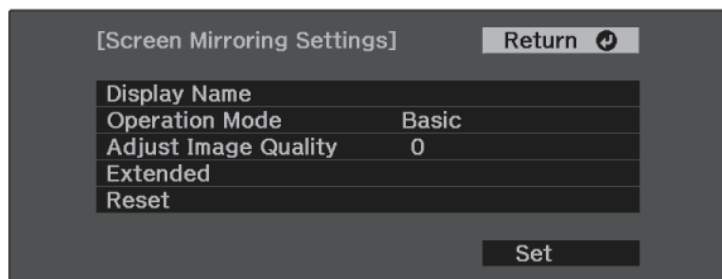 [Screen Mirroring Settings] Return
Display Name
Operation Mode Basic
Adjust Image Quality 0
Extended
Reset
Set